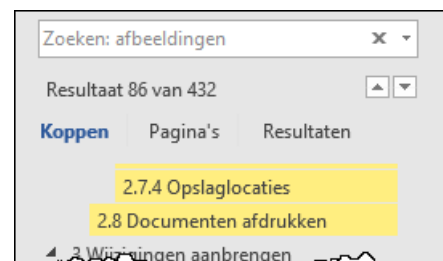 Zoeken: afbeeldingen
Resultaat 86 van 432
Koppen Pagina's Resultaten
2.7.4 Opslaglocaties
2.8 Documenten afdrukken
3 Wijzigingen aanbrengen